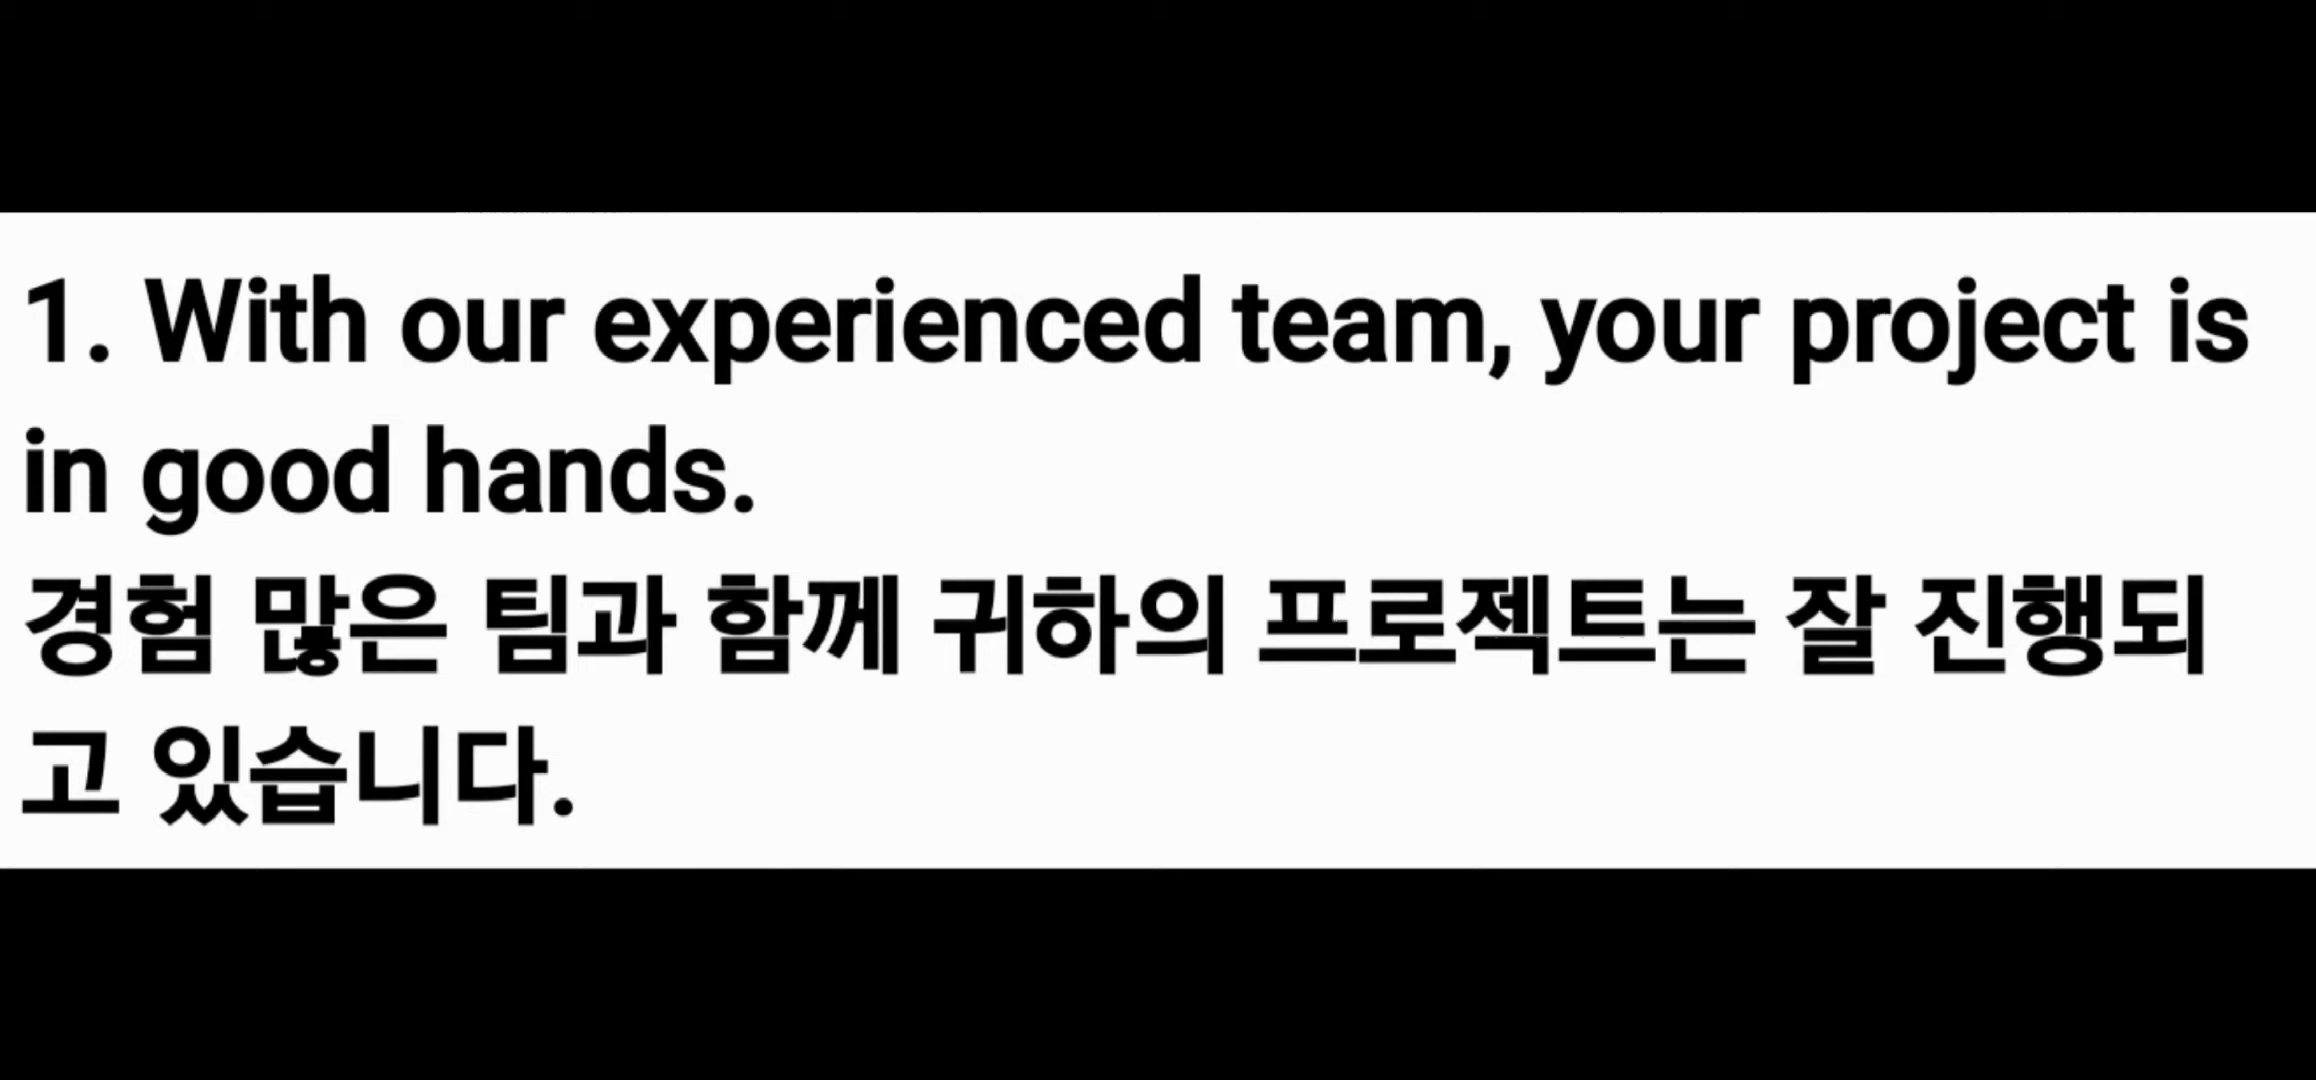 1. With our experienced team, your project is
in good hands.
경험 많은 팀과 함께 귀하의 프로젝트는 잘 진행되
고 있습니다.